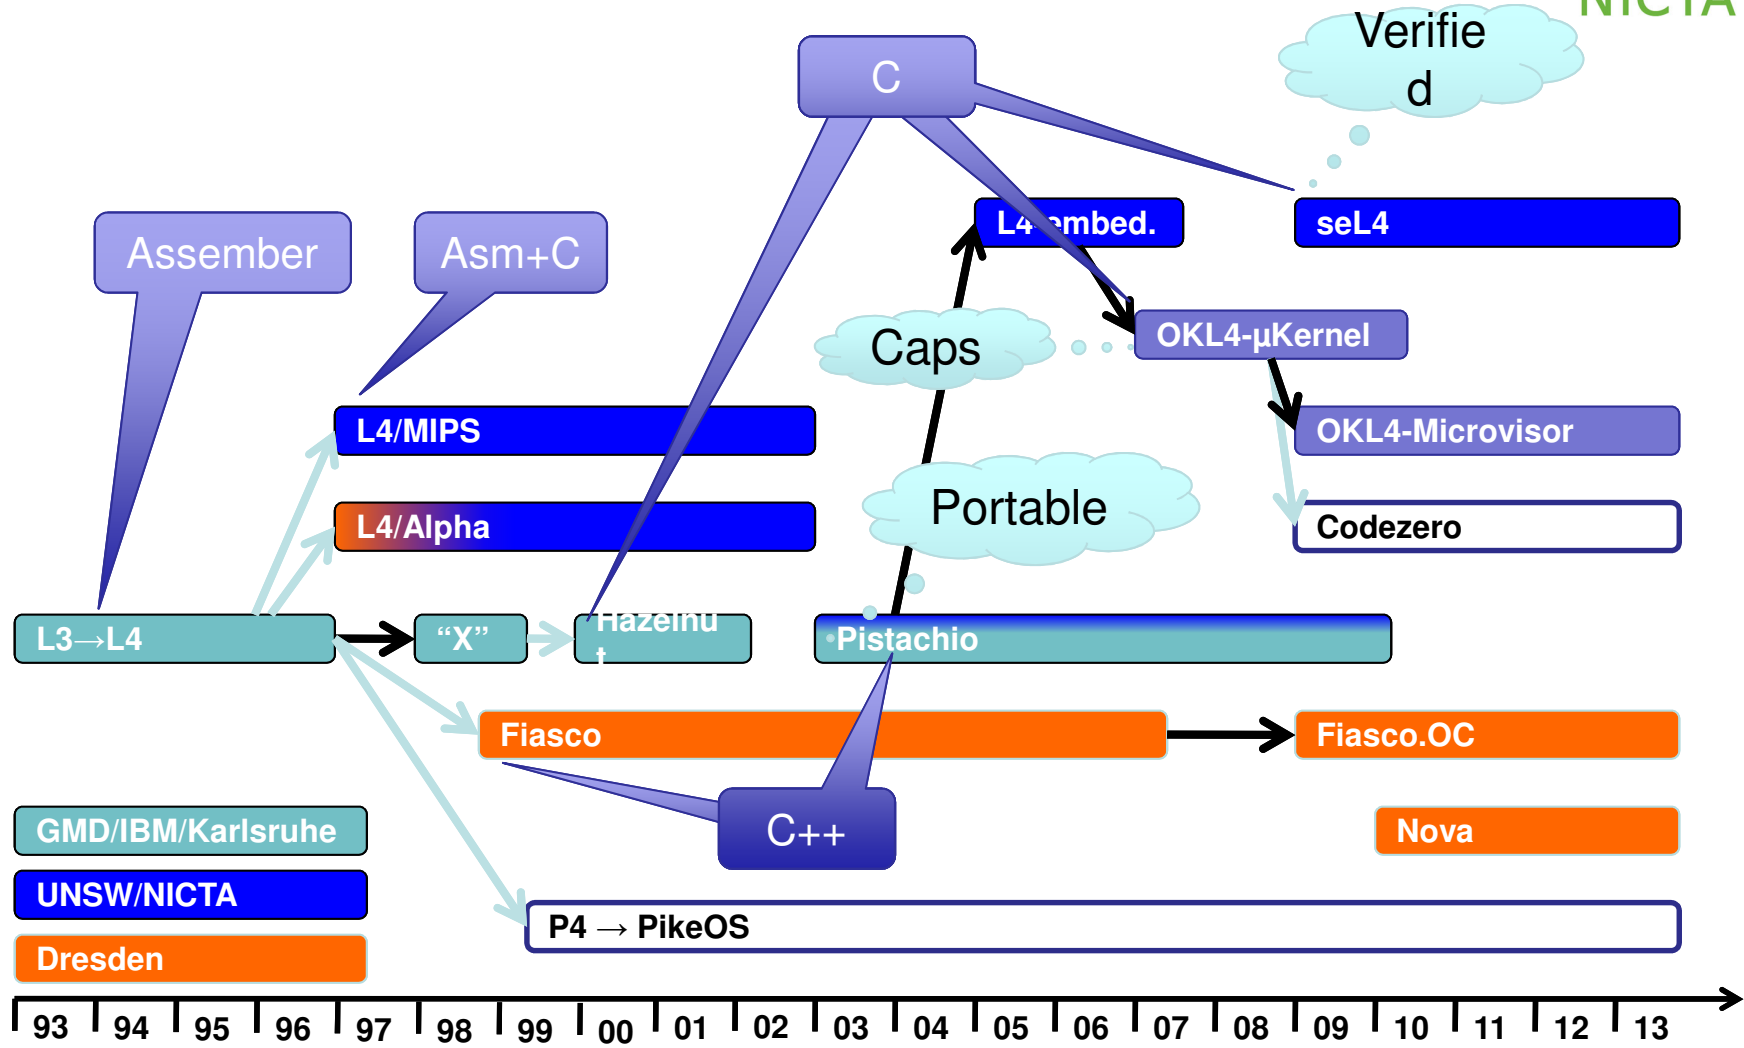 NICTA
Verifie
d
C
Assember
Asm+C
L4-embed.
seL4
Caps
OKL4-µKernel
L4/MIPS
OKL4-Microvisor
Portable
L4/Alpha
Codezero
L3→L4
“X”
Hazelnu
t
Pistachio
Fiasco
Fiasco.OC
GMD/IBM/Karlsruhe
C++
Nova
UNSW/NICTA
P4 → PikeOS
Dresden
93 94 95 96 97 98 99 00 01 02 03 04 05 06 07 08 09 10 11 12 13